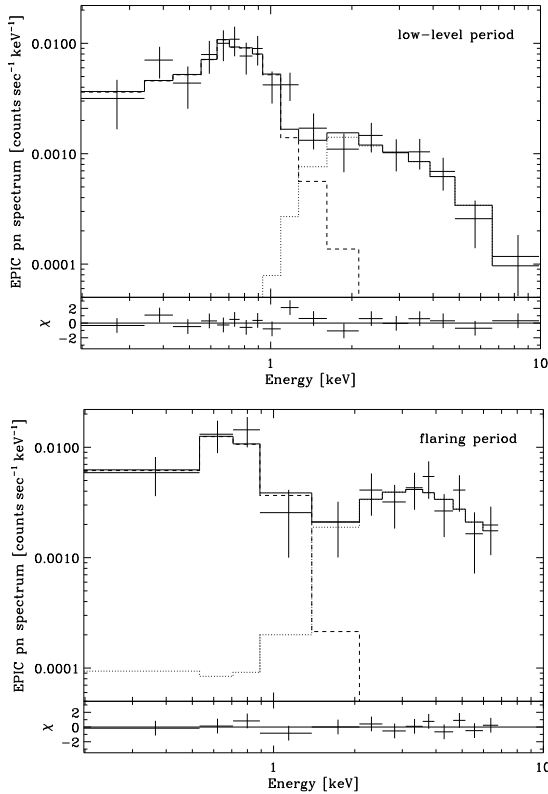 low-level period
0.0100
0.0010
0.0001
EPIC pn spectrum [counts sec⁻¹ keV⁻¹]
2
0
−2
χ
1
10
Energy [keV]
flaring period
0.0100
0.0010
0.0001
EPIC pn spectrum [counts sec⁻¹ keV⁻¹]
2
0
−2
χ
1
10
Energy [keV]